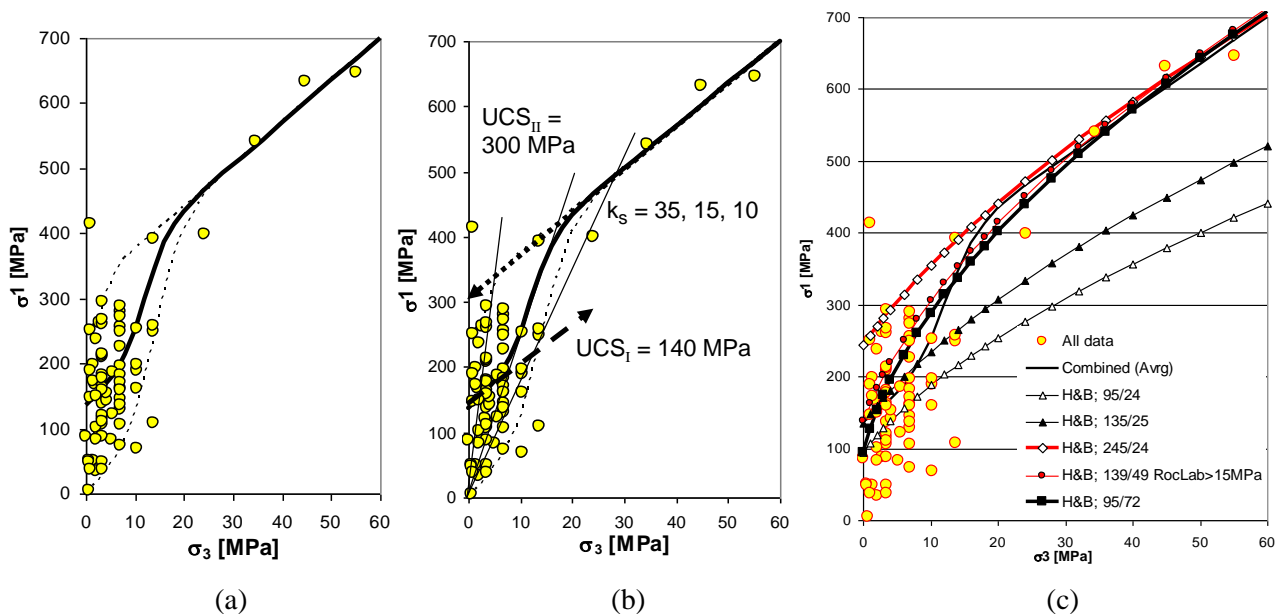 700
600
500
400
300
200
100
0
σ1 [MPa]
0 10 20 30 40 50 60
σ3 [MPa]
(a)
700
600
500
400
300
200
100
0
σ1 [MPa]
UCSII =
300 MPa
ks = 35, 15, 10
UCSI = 140 MPa
0 10 20 30 40 50 60
σ3 [MPa]
(b)
700
600
500
400
300
200
100
0
σ1 [MPa]
All data
Combined (Avrg)
H&B; 95/24
H&B; 135/25
H&B; 245/24
H&B; 139/49 RocLab>15MPa
H&B; 95/72
0 10 20 30 40 50 60
σ3 [MPa]
(c)